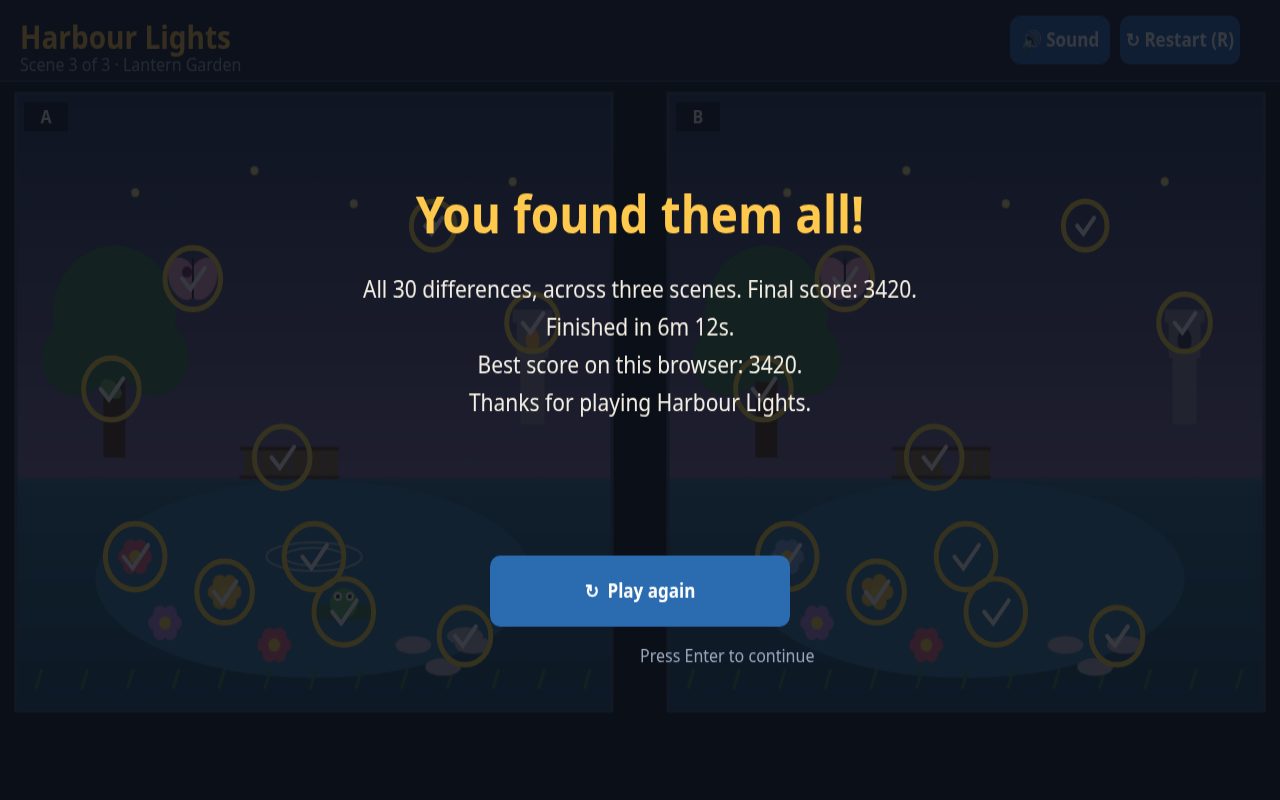 Harbour Lights
Scene 3 of 3 · Lantern Garden
🔊 Sound
↻ Restart (R)
A
B
You found them all!
All 30 differences, across three scenes. Final score: 3420.
Finished in 6m 12s.
Best score on this browser: 3420.
Thanks for playing Harbour Lights.
↻ Play again
Press Enter to continue